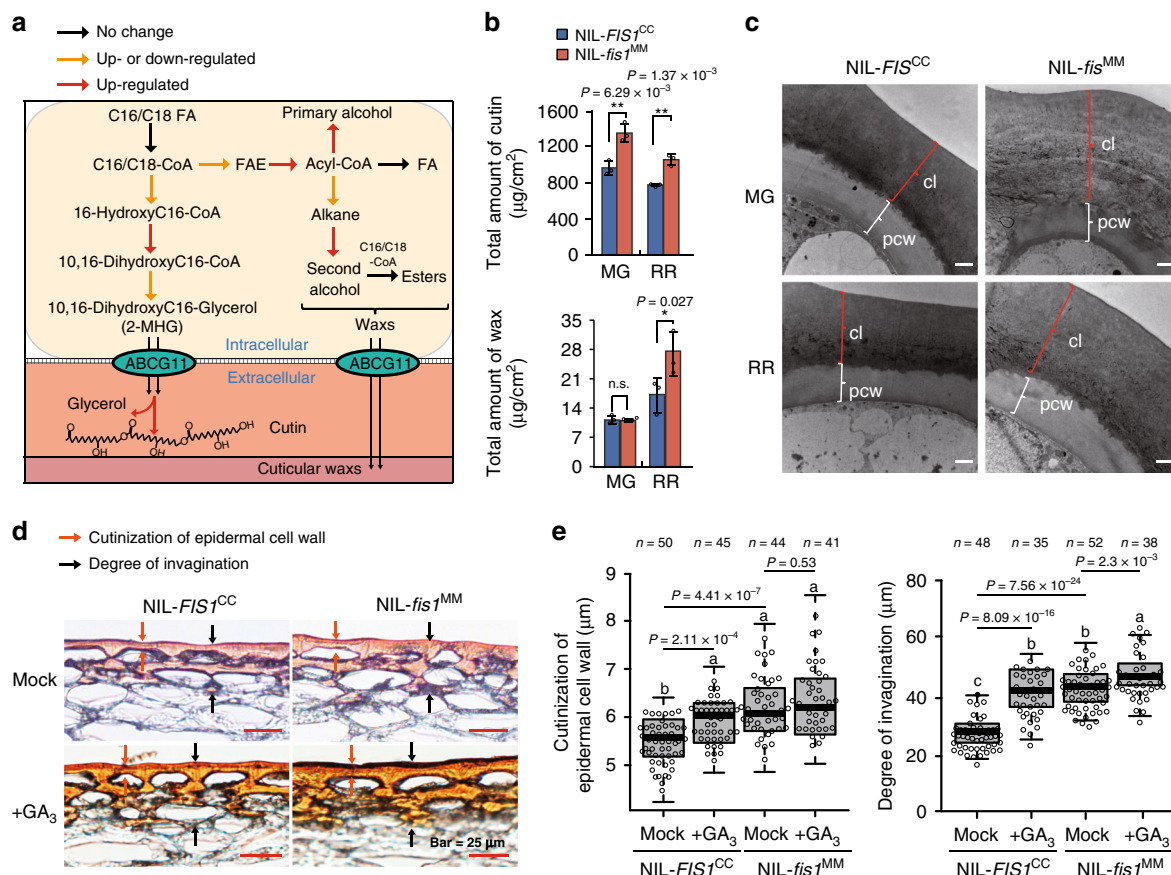 a
No change
Up- or down-regulated
Up-regulated
C16/C18 FA
Primary alcohol
C16/C18-CoA
FAE
Acyl-CoA
FA
16-HydroxyC16-CoA
Alkane
10,16-DihydroxyC16-CoA
C16/C18
-CoA
Second
alcohol
Esters
10,16-DihydroxyC16-Glycerol
(2-MHG)
Waxs
Intracellular
ABCG11
ABCG11
Extracellular
Glycerol
O
O
O
O
OH
OH
OH
OH
Cutin
Cuticular waxs
b
NIL-FIS1CC
NIL-fis1MM
P = 1.37 × 10−3
P = 6.29 × 10−3
**
**
Total amount of cutin
(μg/cm2)
1600
1200
800
400
0
MG
RR
P = 0.027
*
n.s.
Total amount of wax
(μg/cm2)
35
28
21
14
7
0
MG
RR
c
NIL-FISCC
NIL-fisMM
MG
cl
pcw
cl
pcw
RR
cl
pcw
cl
pcw
d
Cutinization of epidermal cell wall
Degree of invagination
NIL-FIS1CC
NIL-fis1MM
Mock
+GA3
Bar = 25 μm
e
n = 50
n = 45
n = 44
n = 41
P = 0.53
P = 4.41 × 10−7
P = 2.11 × 10−4
b
a
a
a
Cutinization of
epidermal cell wall (μm)
9
8
7
6
5
Mock
+GA3
Mock
+GA3
NIL-FIS1CC
NIL-fis1MM
n = 48
n = 35
n = 52
n = 38
P = 2.3 × 10−3
P = 7.56 × 10−24
P = 8.09 × 10−16
c
b
b
a
Degree of invagination (μm)
80
60
40
20
0
Mock
+GA3
Mock
+GA3
NIL-FIS1CC
NIL-fis1MM